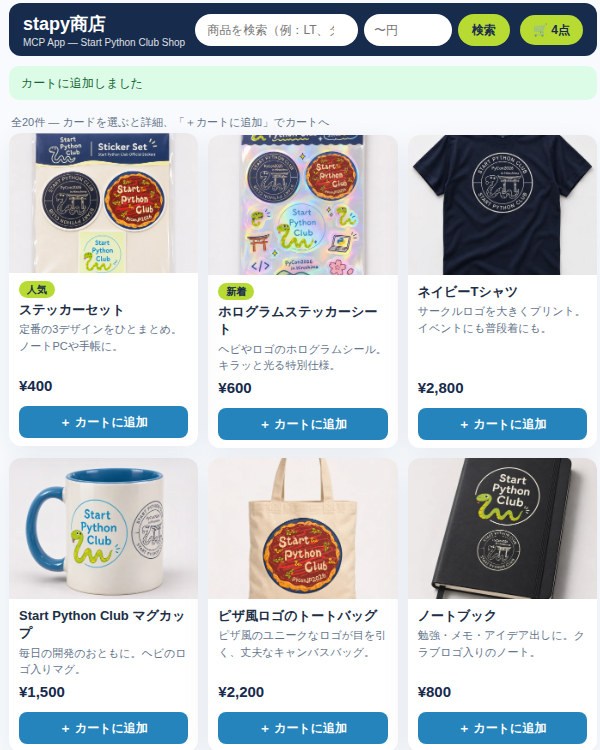 stapy商店
MCP App — Start Python Club Shop
商品を検索（例：LT、タ
〜円
検索
🛒 4点
カートに追加しました
全20件 — カードを選ぶと詳細、「＋カートに追加」でカートへ
Start Python Club
Sticker Set
START PYTHON CLUB
Start Python Club
Start Python Club
人気
ステッカーセット
定番の3デザインをひとまとめ。
ノートPCや手帳に。
¥400
＋ カートに追加
START PYTHON CLUB
Start Python Club
Start Python Club
</>
新着
ホログラムステッカーシー
ト
ヘビやロゴのホログラムシール。
キラッと光る特別仕様。
¥600
＋ カートに追加
START PYTHON CLUB
ネイビーTシャツ
サークルロゴを大きくプリント。
イベントにも普段着にも。
¥2,800
＋ カートに追加
Start
Python
Club
Start Python Club マグカッ
プ
毎日の開発のおともに。ヘビのロ
ゴ入りマグ。
¥1,500
＋ カートに追加
Start
Python
Club
ピザ風ロゴのトートバッグ
ピザ風のユニークなロゴが目を引
く、丈夫なキャンバスバッグ。
¥2,200
＋ カートに追加
Start
Python
Club
ノートブック
勉強・メモ・アイデア出しに。ク
ラブロゴ入りのノート。
¥800
＋ カートに追加